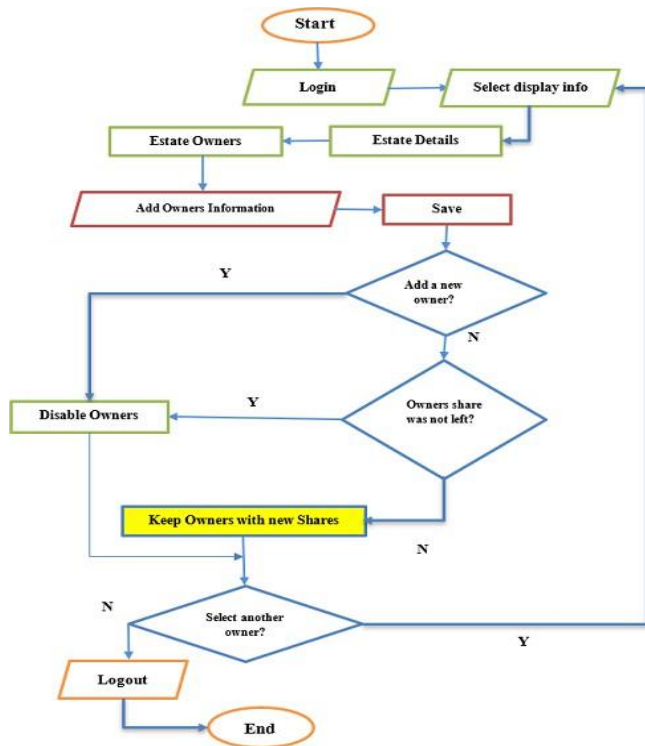 Start
Login
Select display info
Estate Owners
Estate Details
Add Owners Information
Save
Y
Add a new
owner?
N
Disable Owners
Y
Owners share
was not left?
Keep Owners with new Shares
N
N
Select another
owner?
Y
Logout
End